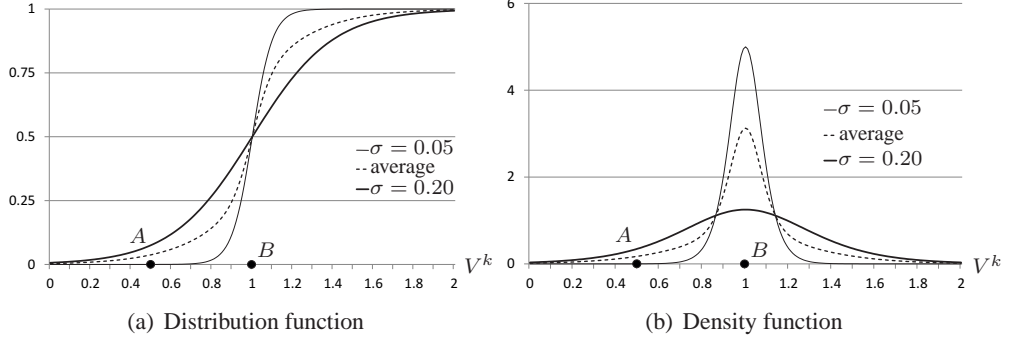 1
0.75
0.5
0.25
0
A
B
–σ = 0.05
--average
–σ = 0.20
0 0.2 0.4 0.6 0.8 1 1.2 1.4 1.6 1.8 2
V^k
(a) Distribution function
6
4
2
0
A
B
–σ = 0.05
-- average
–σ = 0.20
0 0.2 0.4 0.6 0.8 1 1.2 1.4 1.6 1.8 2
V^k
(b) Density function